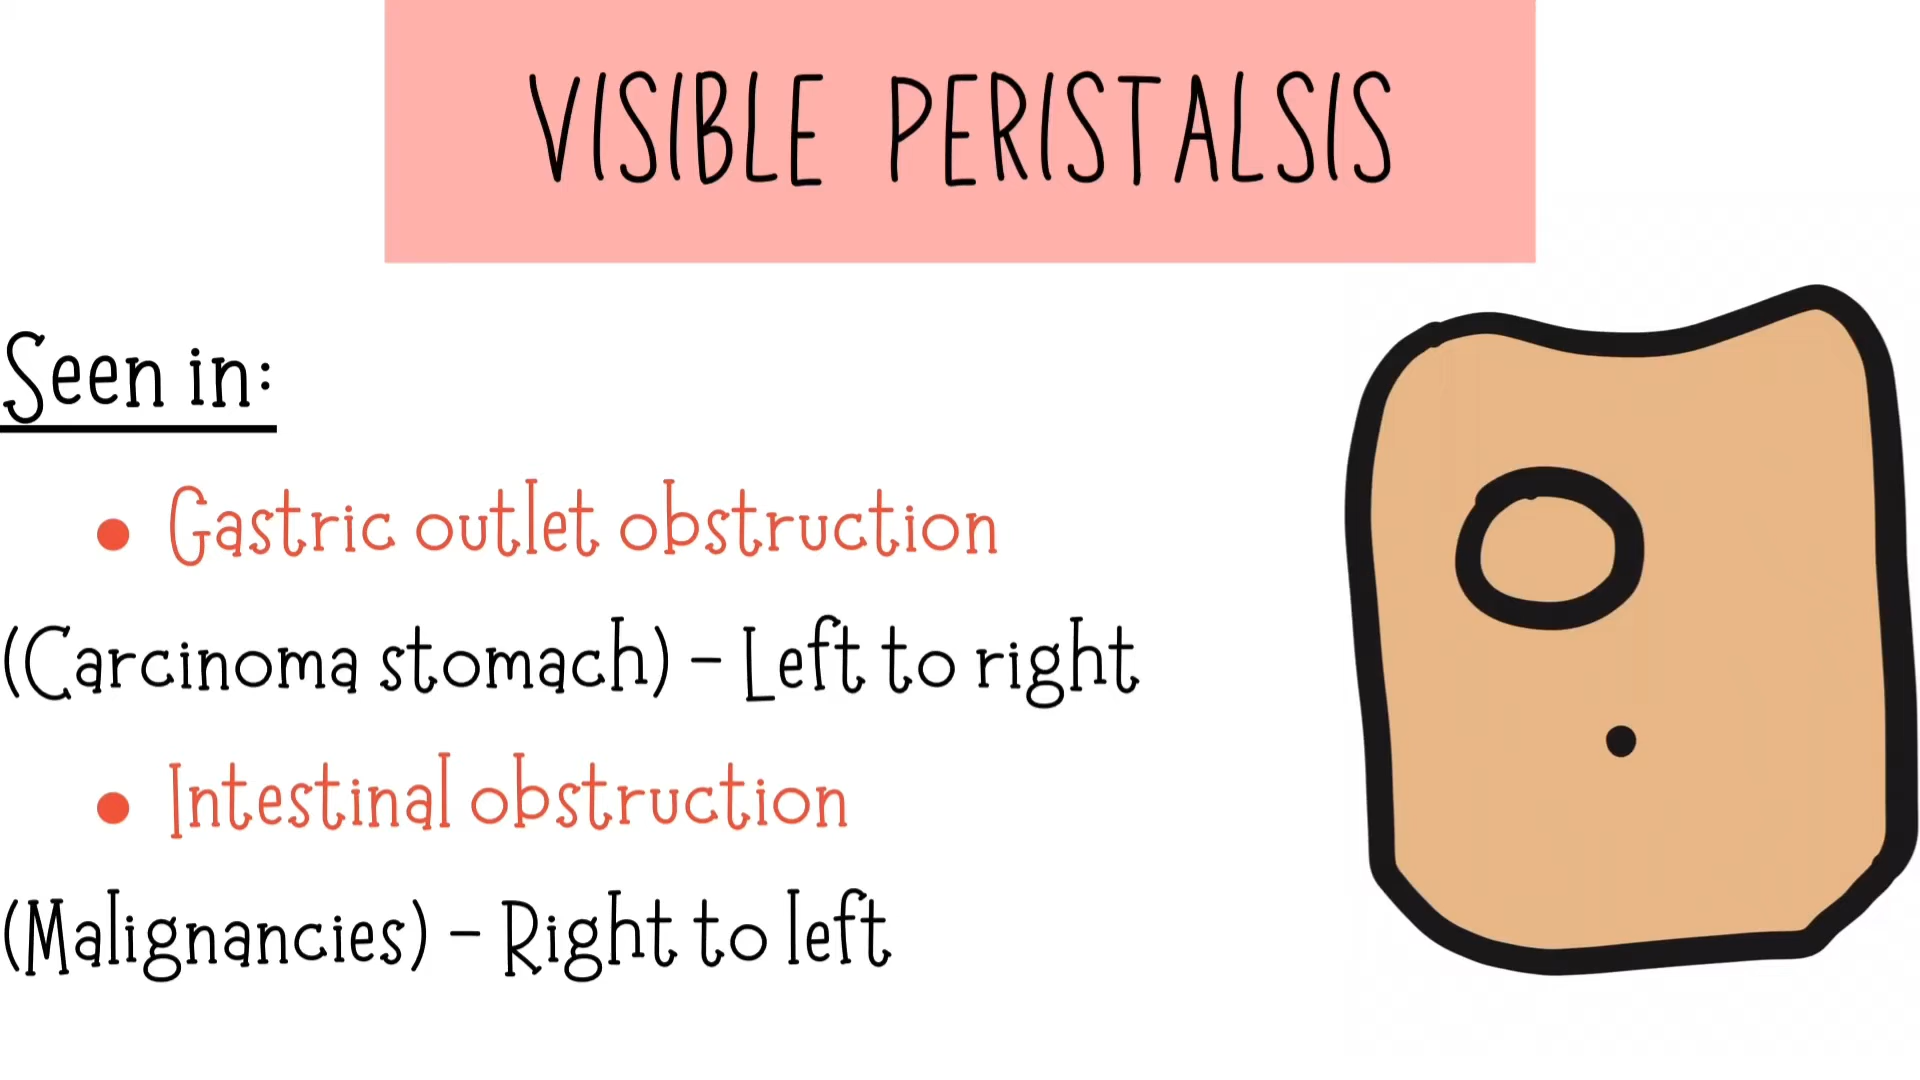 VISIBLE PERISTALSIS
Seen in:
• Gastric outlet obstruction
(Carcinoma stomach) - Left to right
• Intestinal obstruction
(Malignancies) - Right to left